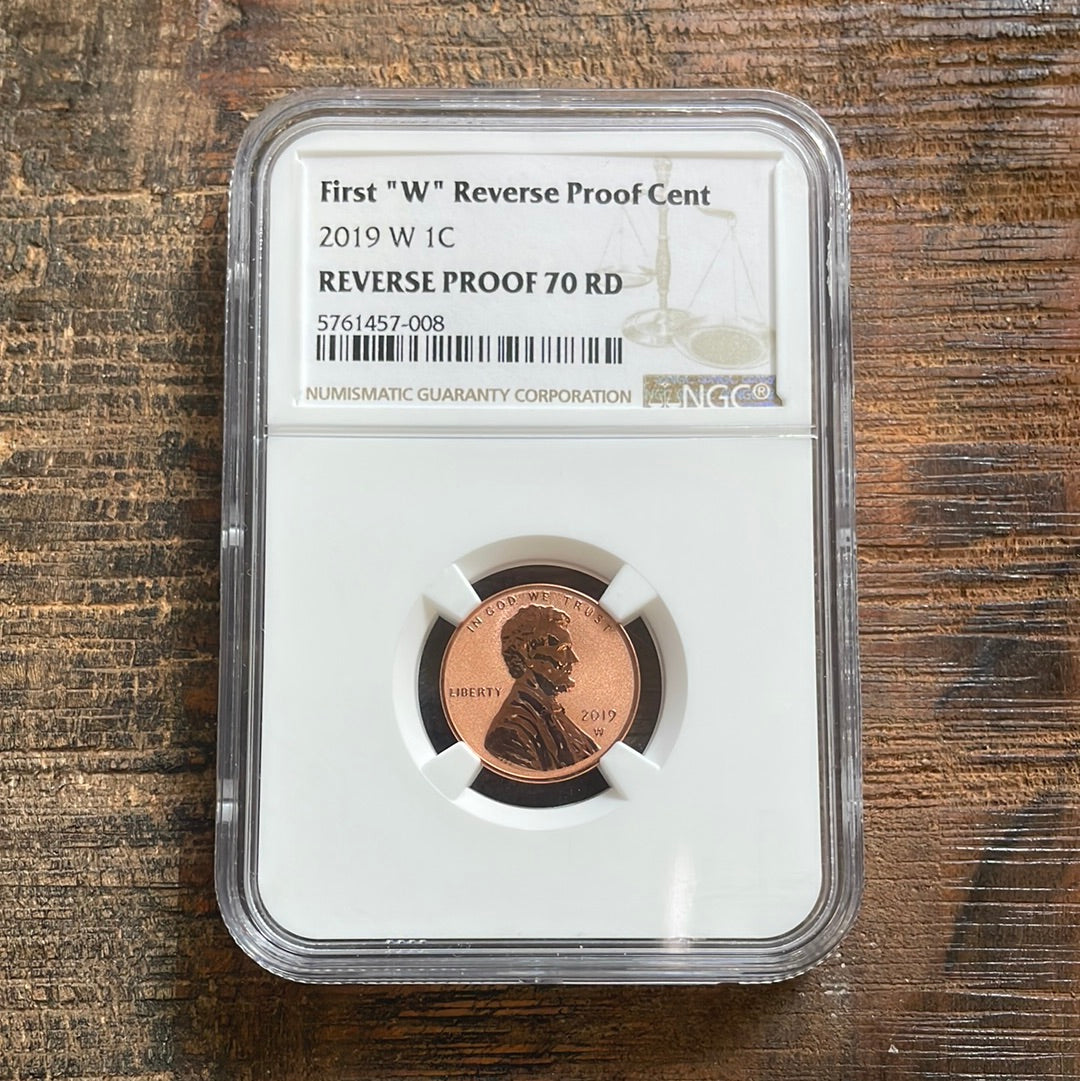 First "W" Reverse Proof Cent
2019 W 1C
REVERSE PROOF 70 RD
5761457-008
NUMISMATIC GUARANTY CORPORATION
NGC®
IN GOD WE TRUST
LIBERTY
2019
W